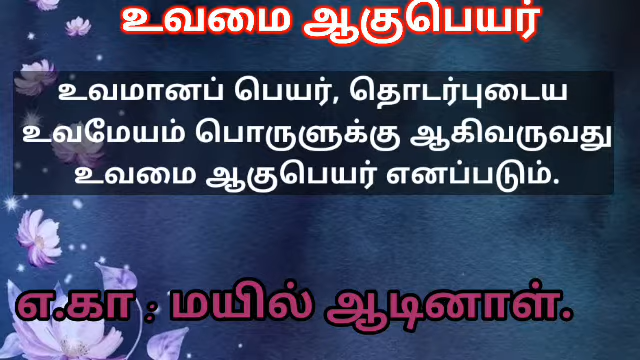 உவமை ஆகுபெயர்
உவமானப் பெயர், தொடர்புடைய
உவமேயம் பொருளுக்கு ஆகிவருவது
உவமை ஆகுபெயர் எனப்படும்.
எ.கா : மயில் ஆடினாள்.